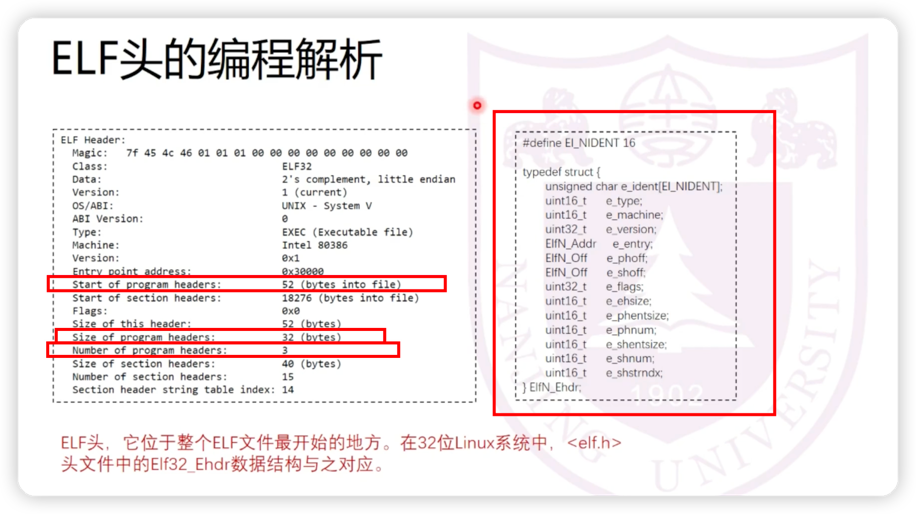 ELF头的编程解析
ELF Header:
Magic: 7f 45 4c 46 01 01 01 00 00 00 00 00 00 00 00 00
Class: ELF32
Data: 2's complement, little endian
Version: 1 (current)
OS/ABI: UNIX - System V
ABI Version: 0
Type: EXEC (Executable file)
Machine: Intel 80386
Version: 0x1
Entry point address: 0x30000
Start of program headers: 52 (bytes into file)
Start of section headers: 18276 (bytes into file)
Flags: 0x0
Size of this header: 52 (bytes)
Size of program headers: 32 (bytes)
Number of program headers: 3
Size of section headers: 40 (bytes)
Number of section headers: 15
Section header string table index: 14
#define EI_NIDENT 16
typedef struct {
unsigned char e_ident[EI_NIDENT];
uint16_t e_type;
uint16_t e_machine;
uint32_t e_version;
ElfN_Addr e_entry;
ElfN_Off e_phoff;
ElfN_Off e_shoff;
uint32_t e_flags;
uint16_t e_ehsize;
uint16_t e_phentsize;
uint16_t e_phnum;
uint16_t e_shentsize;
uint16_t e_shnum;
uint16_t e_shstrndx;
} ElfN_Ehdr;
ELF头，它位于整个ELF文件最开始的地方。在32位Linux系统中，<elf.h>
头文件中的Elf32_Ehdr数据结构与之对应。
NANJING UNIVERSITY
1902